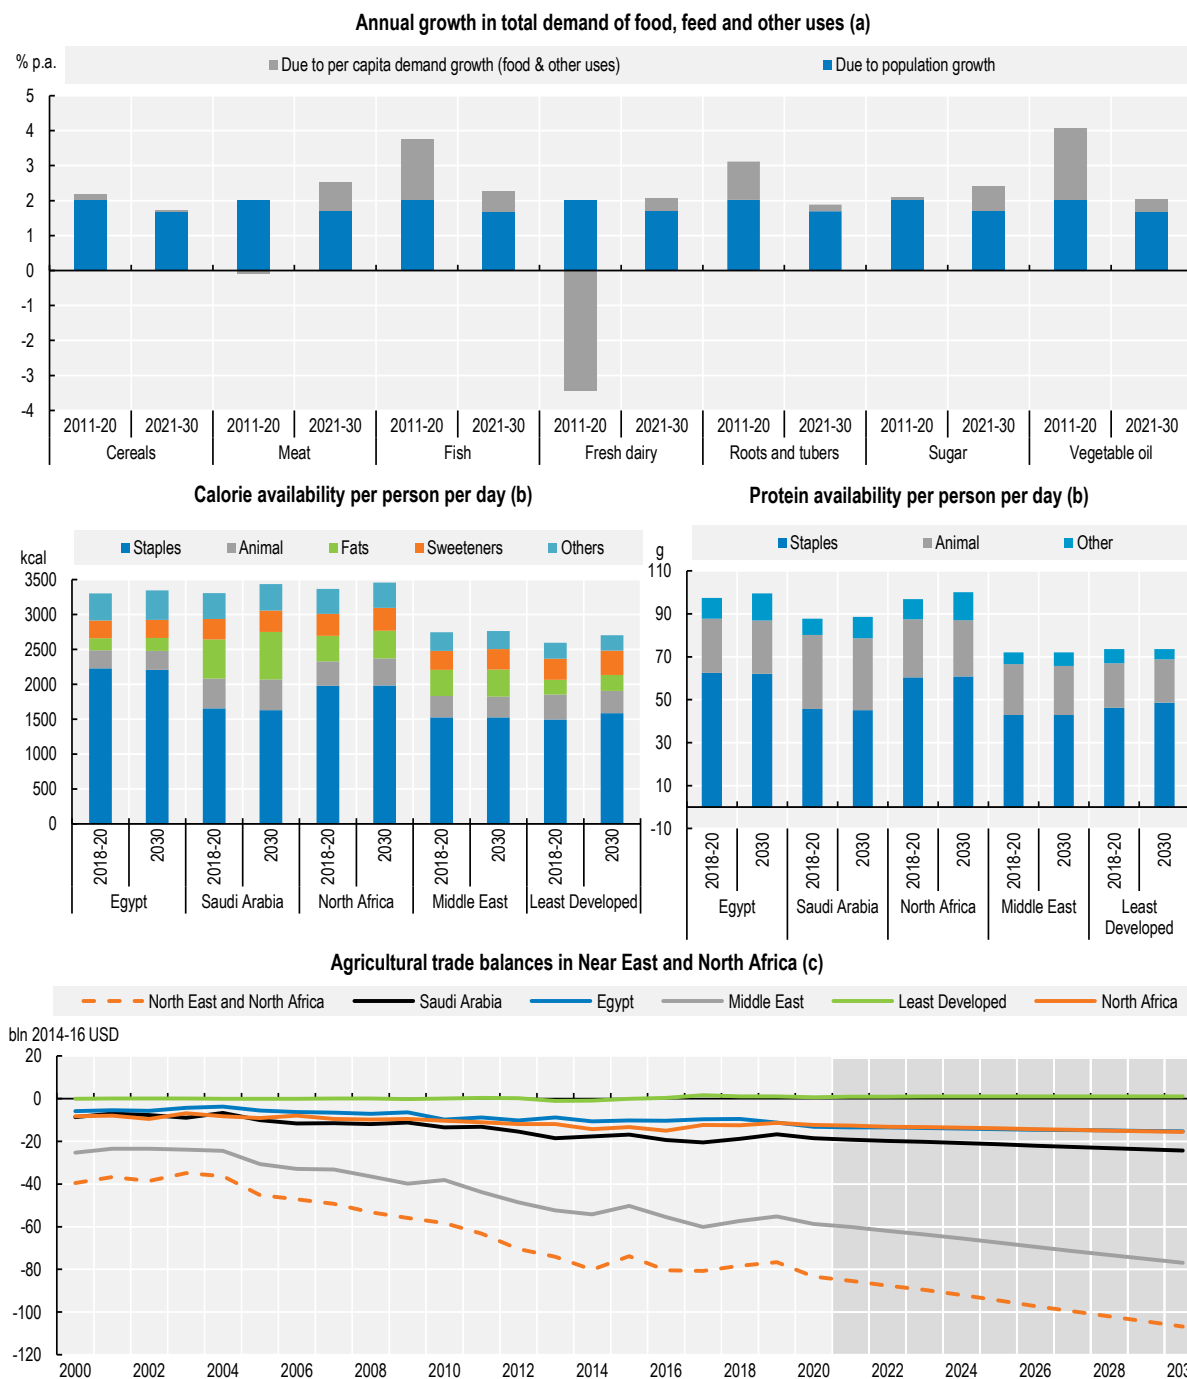 Annual growth in total demand of food, feed and other uses (a)
% p.a.
Due to per capita demand growth (food & other uses)
Due to population growth
5
4
3
2
1
0
-1
-2
-3
-4
2011-20 2021-30 2011-20 2021-30 2011-20 2021-30 2011-20 2021-30 2011-20 2021-30 2011-20 2021-30 2011-20 2021-30
Cereals Meat Fish Fresh dairy Roots and tubers Sugar Vegetable oil
Calorie availability per person per day (b)
Staples Animal Fats Sweeteners Others
kcal
3500
3000
2500
2000
1500
1000
500
0
2018-20 2030 2018-20 2030 2018-20 2030 2018-20 2030 2018-20 2030
Egypt Saudi Arabia North Africa Middle East Least Developed
Protein availability per person per day (b)
Staples Animal Other
g
110
90
70
50
30
10
-10
2018-20 2030 2018-20 2030 2018-20 2030 2018-20 2030 2018-20 2030
Egypt Saudi Arabia North Africa Middle East Least
Developed
Agricultural trade balances in Near East and North Africa (c)
North East and North Africa Saudi Arabia Egypt Middle East Least Developed North Africa
bln 2014-16 USD
20
0
-20
-40
-60
-80
-100
-120
2000 2002 2004 2006 2008 2010 2012 2014 2016 2018 2020 2022 2024 2026 2028